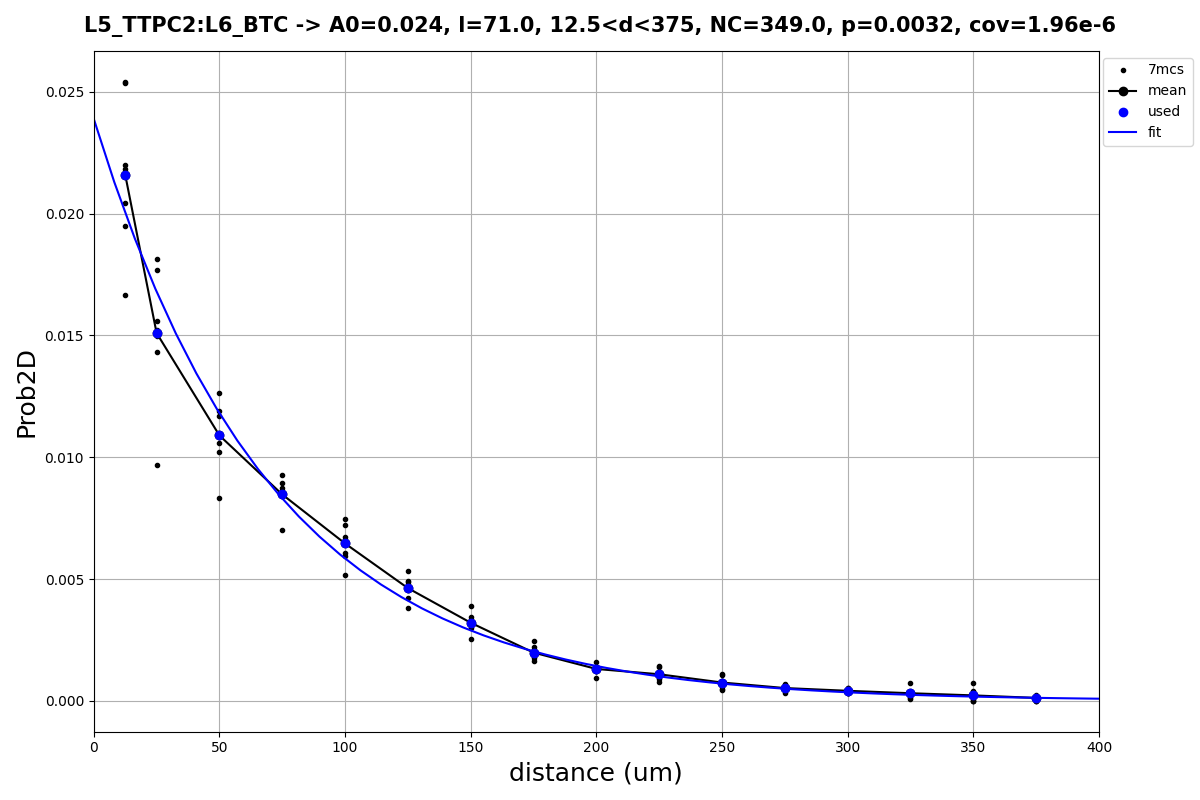 L5_TTPC2:L6_BTC -> A0=0.024, l=71.0, 12.5<d<375, NC=349.0, p=0.0032, cov=1.96e-6
7mcs
mean
used
fit
Prob2D
0.025
0.020
0.015
0.010
0.005
0.000
0 50 100 150 200 250 300 350 400
distance (um)